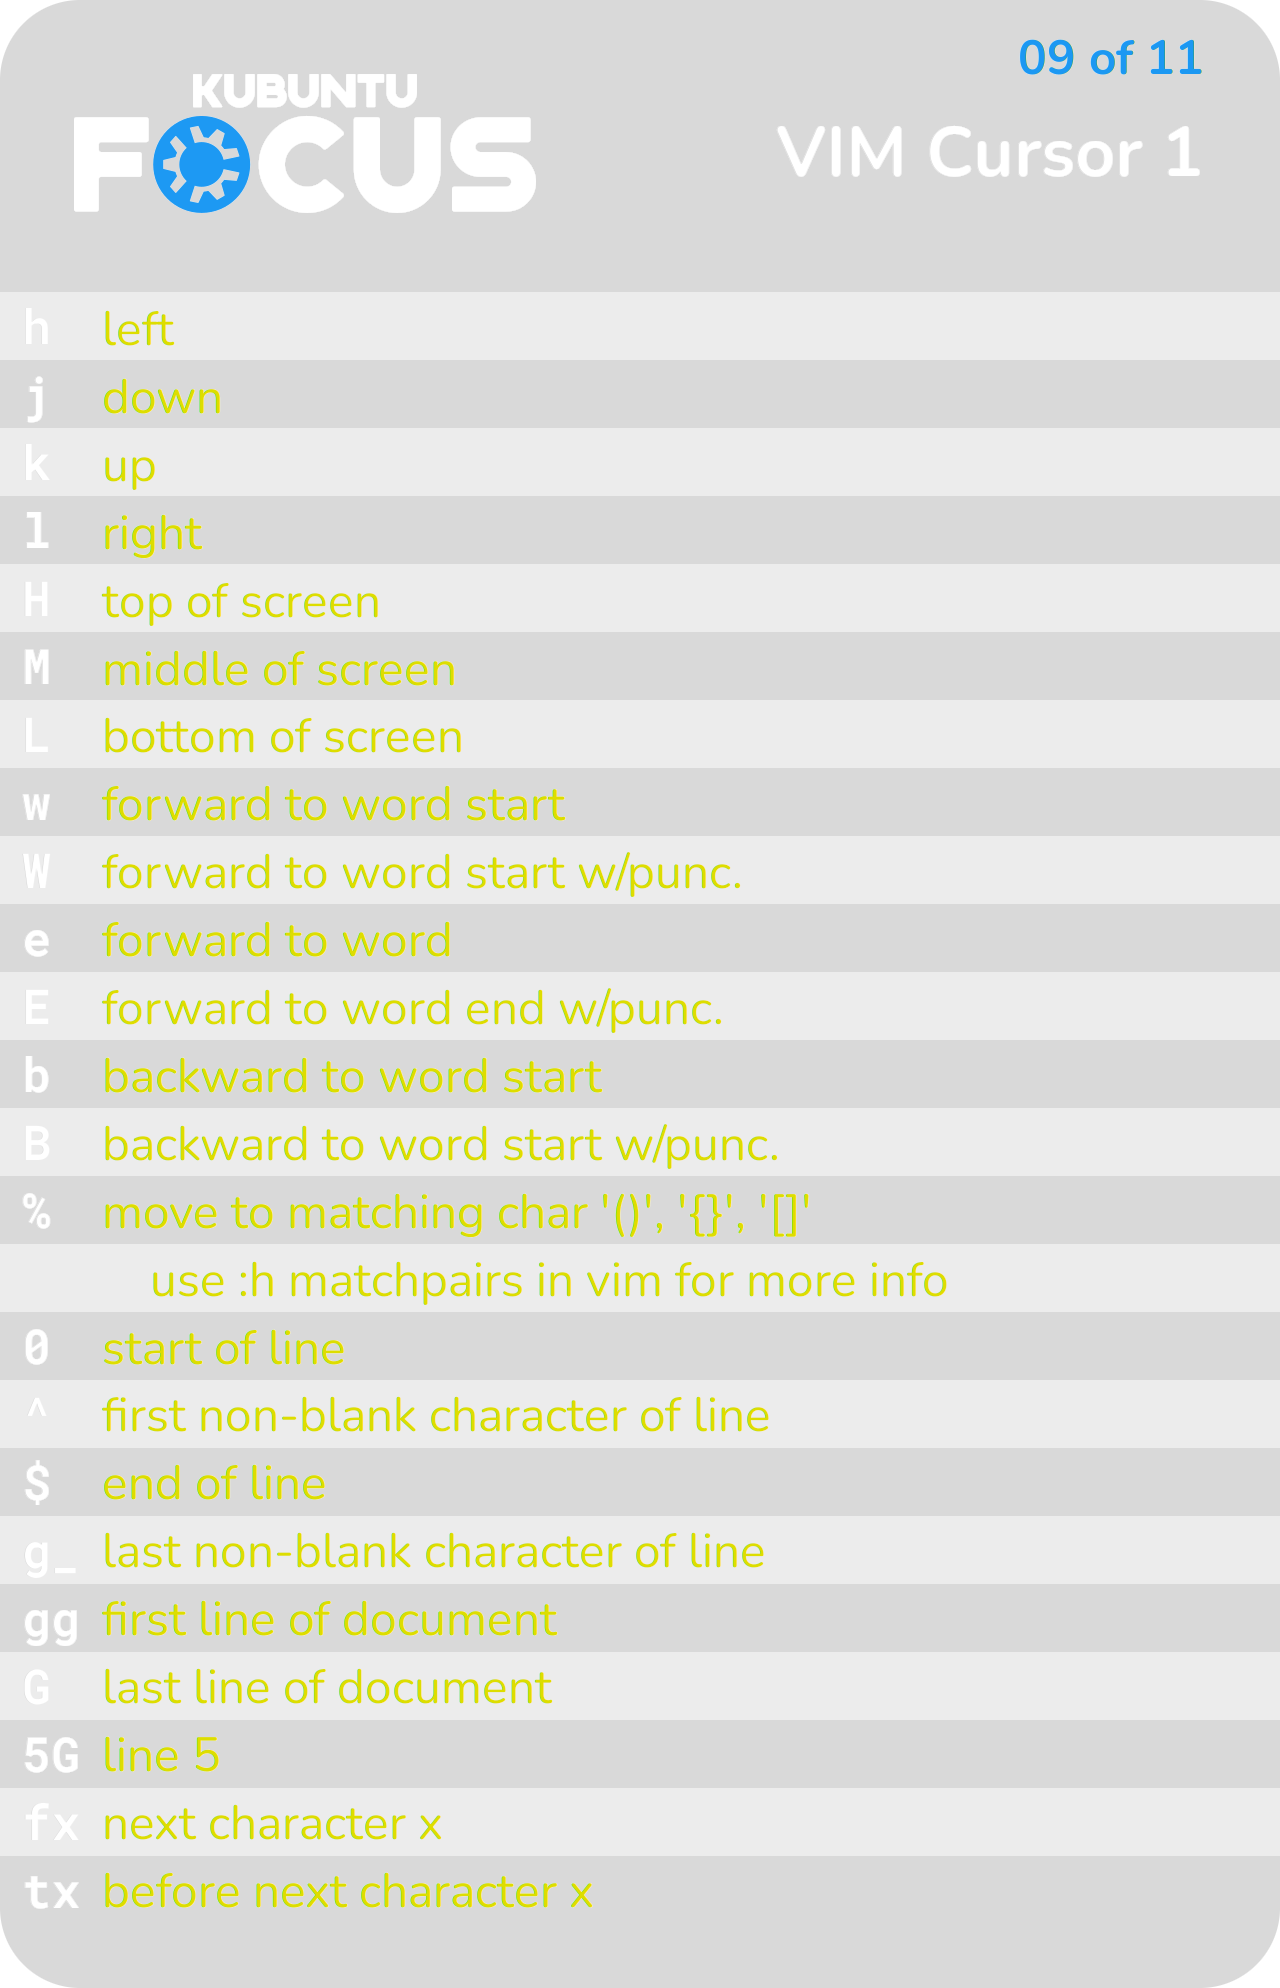 09 of 11
KUBUNTU
FOCUS
VIM Cursor 1
h left
j down
k up
l right
H top of screen
M middle of screen
L bottom of screen
w forward to word start
W forward to word start w/punc.
e forward to word
E forward to word end w/punc.
b backward to word start
B backward to word start w/punc.
% move to matching char '()', '{}', '[]'
use :h matchpairs in vim for more info
0 start of line
^ first non-blank character of line
$ end of line
g_ last non-blank character of line
gg first line of document
G last line of document
5G line 5
fx next character x
tx before next character x